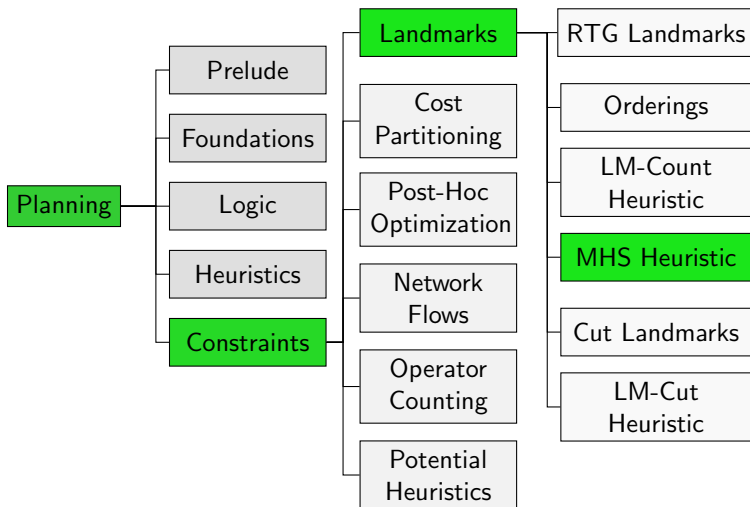 Planning
Prelude
Foundations
Logic
Heuristics
Constraints
Landmarks
Cost
Partitioning
Post-Hoc
Optimization
Network
Flows
Operator
Counting
Potential
Heuristics
RTG Landmarks
Orderings
LM-Count
Heuristic
MHS Heuristic
Cut Landmarks
LM-Cut
Heuristic